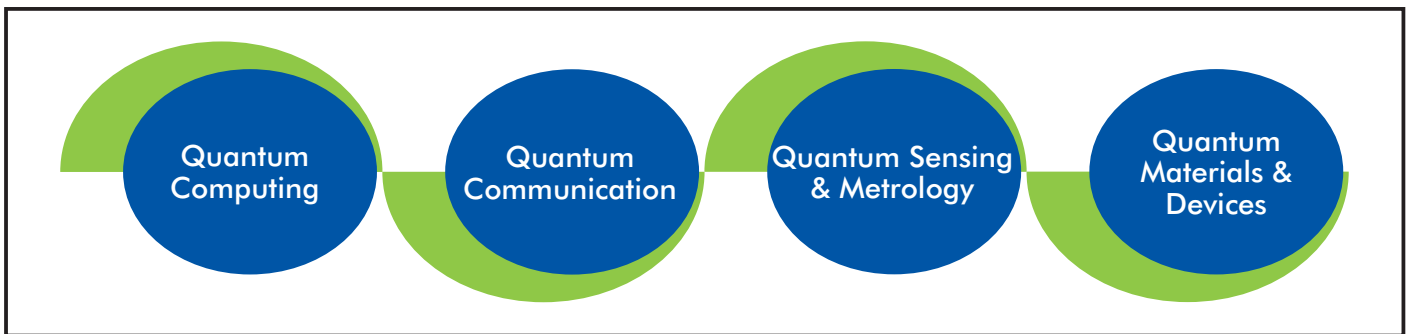 Quantum
Computing
Quantum
Communication
Quantum Sensing
& Metrology
Quantum
Materials &
Devices